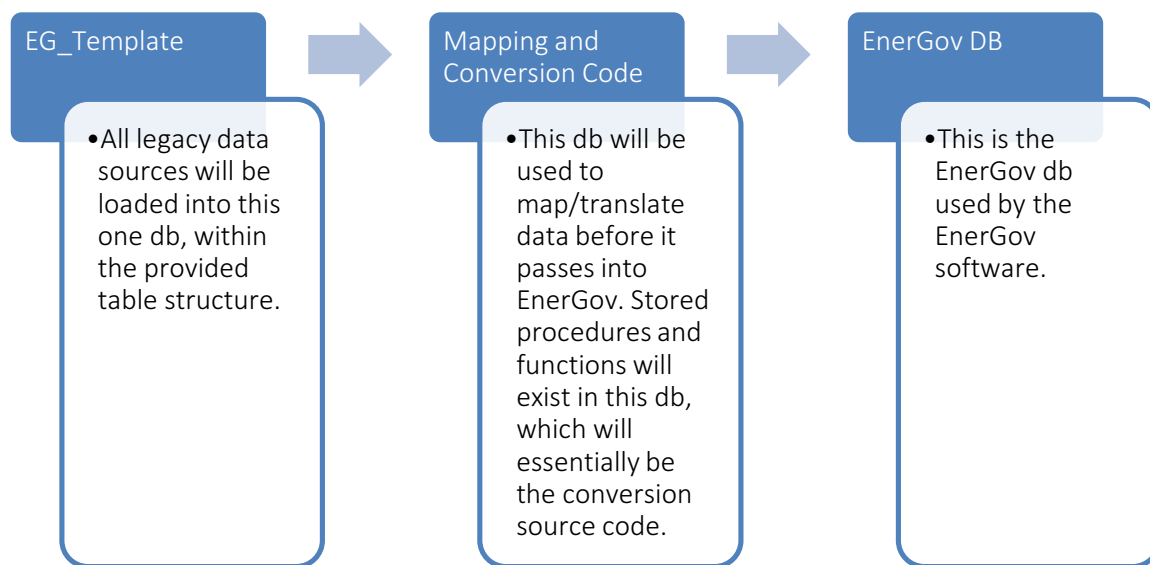 EG_Template
•All legacy data
sources will be
loaded into this
one db, within
the provided
table structure.
Mapping and
Conversion Code
•This db will be
used to
map/translate
data before it
passes into
EnerGov. Stored
procedures and
functions will
exist in this db,
which will
essentially be
the conversion
source code.
EnerGov DB
•This is the
EnerGov db
used by the
EnerGov
software.